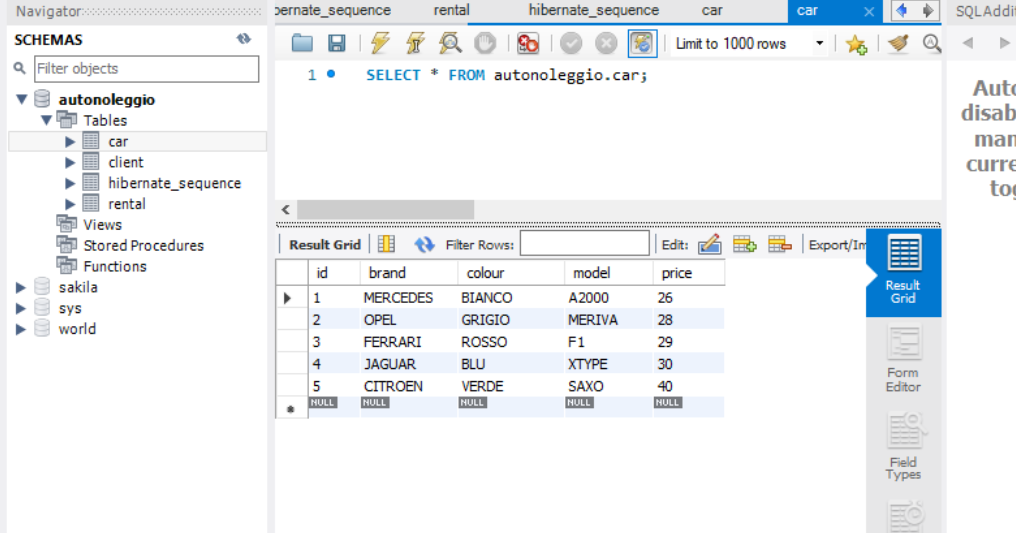 Navigator
SCHEMAS
Filter objects
autonoleggio
Tables
car
client
hibernate_sequence
rental
Views
Stored Procedures
Functions
sakila
sys
world
bernate_sequence rental hibernate_sequence car car
Limit to 1000 rows
1 SELECT * FROM autonoleggio.car;
Result Grid Filter Rows: Edit: Export/Im
id brand colour model price
1 MERCEDES BIANCO A2000 26
2 OPEL GRIGIO MERIVA 28
3 FERRARI ROSSO F1 29
4 JAGUAR BLU XTYPE 30
5 CITROEN VERDE SAXO 40
NULL NULL NULL NULL NULL
Result
Grid
Form
Editor
Field
Types
SQLAddit
Auto
disab
man
curre
tog